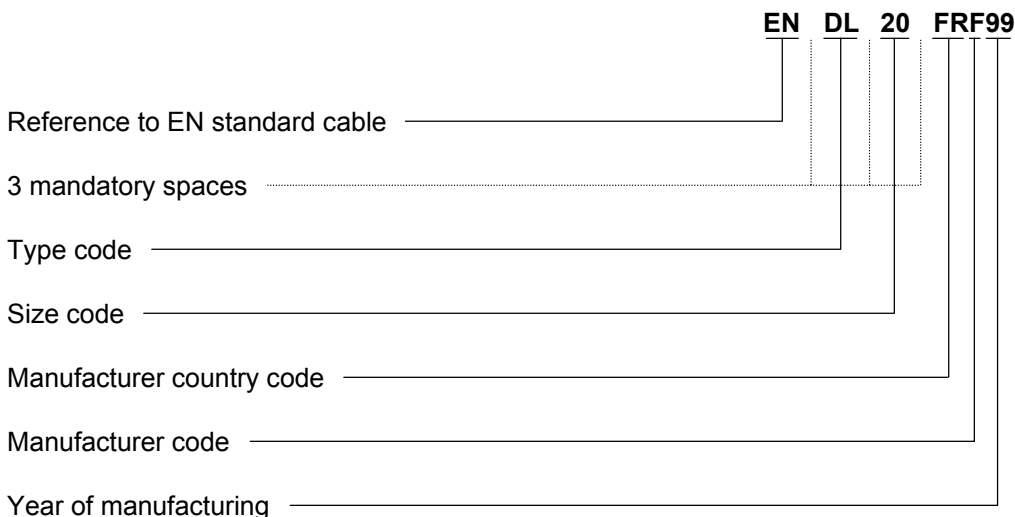 EN DL 20 FRF99
Reference to EN standard cable
3 mandatory spaces
Type code
Size code
Manufacturer country code
Manufacturer code
Year of manufacturing